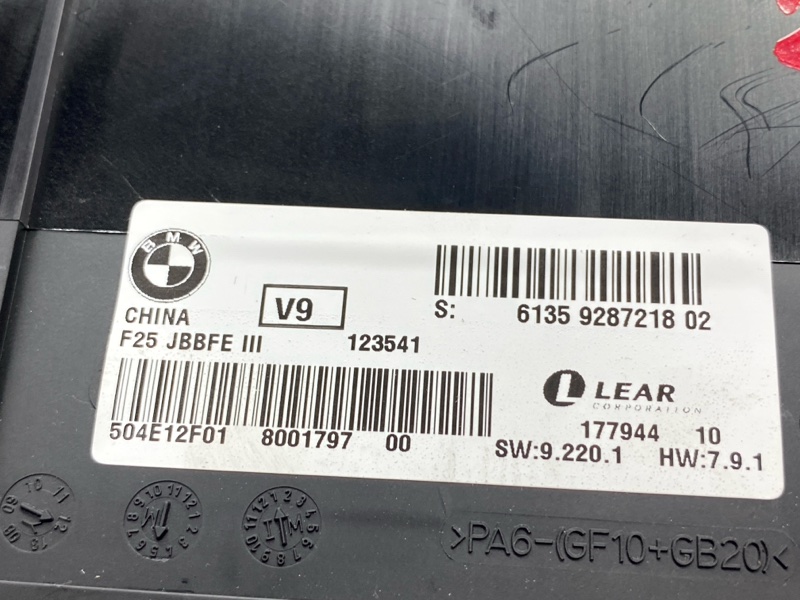 BMW
CHINA
V9
S: 6135 9287218 02
F25 JBBFE III 123541
LEAR
CORPORATION
504E12F01 8001797 00
177944 10
SW:9.220.1 HW:7.9.1
>PA6-(GF10+GB20)<